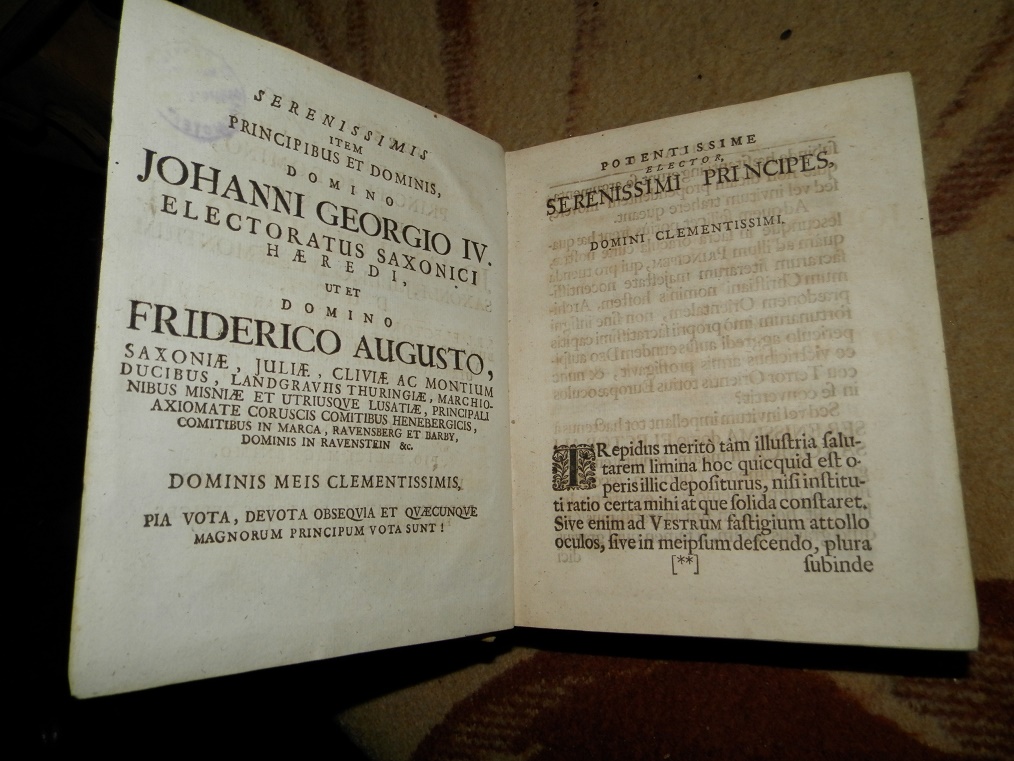 SERENISSIMIS
ITEM
PRINCIPIBUS ET DOMINIS,
DOMINO
JOHANNI GEORGIO IV.
ELECTORATUS SAXONICI
HÆREDI,
UT ET
DOMINO
FRIDERICO AUGUSTO,
SAXONIÆ, JULIÆ, CLIVIÆ AC MONTIUM
DUCIBUS, LANDGRAVIIS THURINGIÆ, MARCHIO-
NIBUS MISNIÆ ET UTRIUSQVE LUSATIÆ, PRINCIPALI
AXIOMATE CORUSCIS COMITIBUS HENEBERGICIS,
COMITIBUS IN MARCA, RAVENSBERG ET BARBY,
DOMINIS IN RAVENSTEIN &c.
DOMINIS MEIS CLEMENTISSIMIS,
PIA VOTA, DEVOTA OBSEQVIA ET QVÆCUNQVE
MAGNORUM PRINCIPUM VOTA SUNT!
POTENTISSIME
ELECTOR,
SERENISSIMI PRINCIPES,
DOMINI CLEMENTISSIMI.
TRepidus meritò tàm illuſtria ſalu-
tarem limina hoc quicquid eſt o-
peris illic depoſiturus, niſi inſtitu-
ti ratio certa mihi atque ſolida conſtaret.
Sive enim ad VESTRUM faſtigium attollo
oculos, ſive in meipſum deſcendo, plura
[**] ſubinde